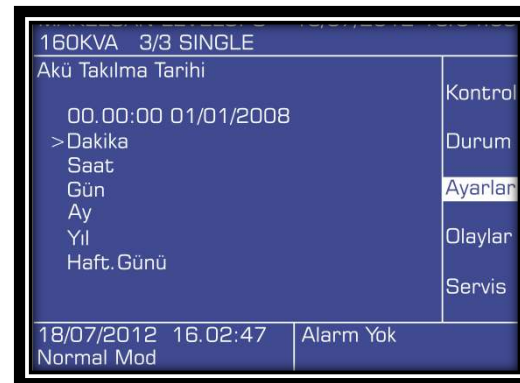 160KVA 3/3 SINGLE
Akü Takılma Tarihi
00.00:00 01/01/2008
>Dakika
Saat
Gün
Ay
Yıl
Haft.Günü
Kontrol
Durum
Ayarlar
Olaylar
Servis
18/07/2012 16.02:47
Normal Mod
Alarm Yok